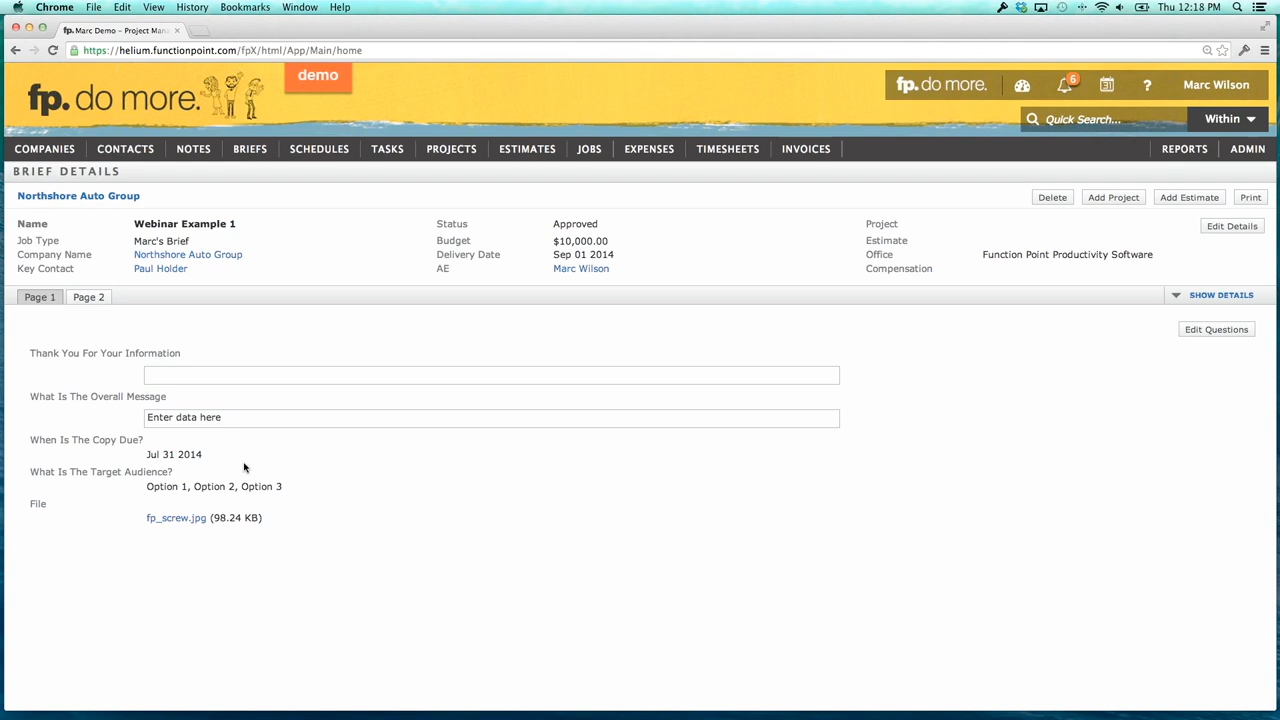 Chrome File Edit View History Bookmarks Window Help Thu 12:18 PM
fp. Marc Demo - Project Man
https://helium.functionpoint.com/fpX/html/App/Main/home
demo
fp. do more.
fp. do more. 6 31 ? Marc Wilson
Quick Search... Within
COMPANIES CONTACTS NOTES BRIEFS SCHEDULES TASKS PROJECTS ESTIMATES JOBS EXPENSES TIMESHEETS INVOICES REPORTS ADMIN
BRIEF DETAILS
Northshore Auto Group Delete Add Project Add Estimate Print
Name Webinar Example 1 Status Approved Project Edit Details
Job Type Marc's Brief Budget $10,000.00 Estimate
Company Name Northshore Auto Group Delivery Date Sep 01 2014 Office Function Point Productivity Software
Key Contact Paul Holder AE Marc Wilson Compensation
Page 1 Page 2 SHOW DETAILS
Edit Questions
Thank You For Your Information
What Is The Overall Message
Enter data here
When Is The Copy Due?
Jul 31 2014
What Is The Target Audience?
Option 1, Option 2, Option 3
File
fp_screw.jpg (98.24 KB)